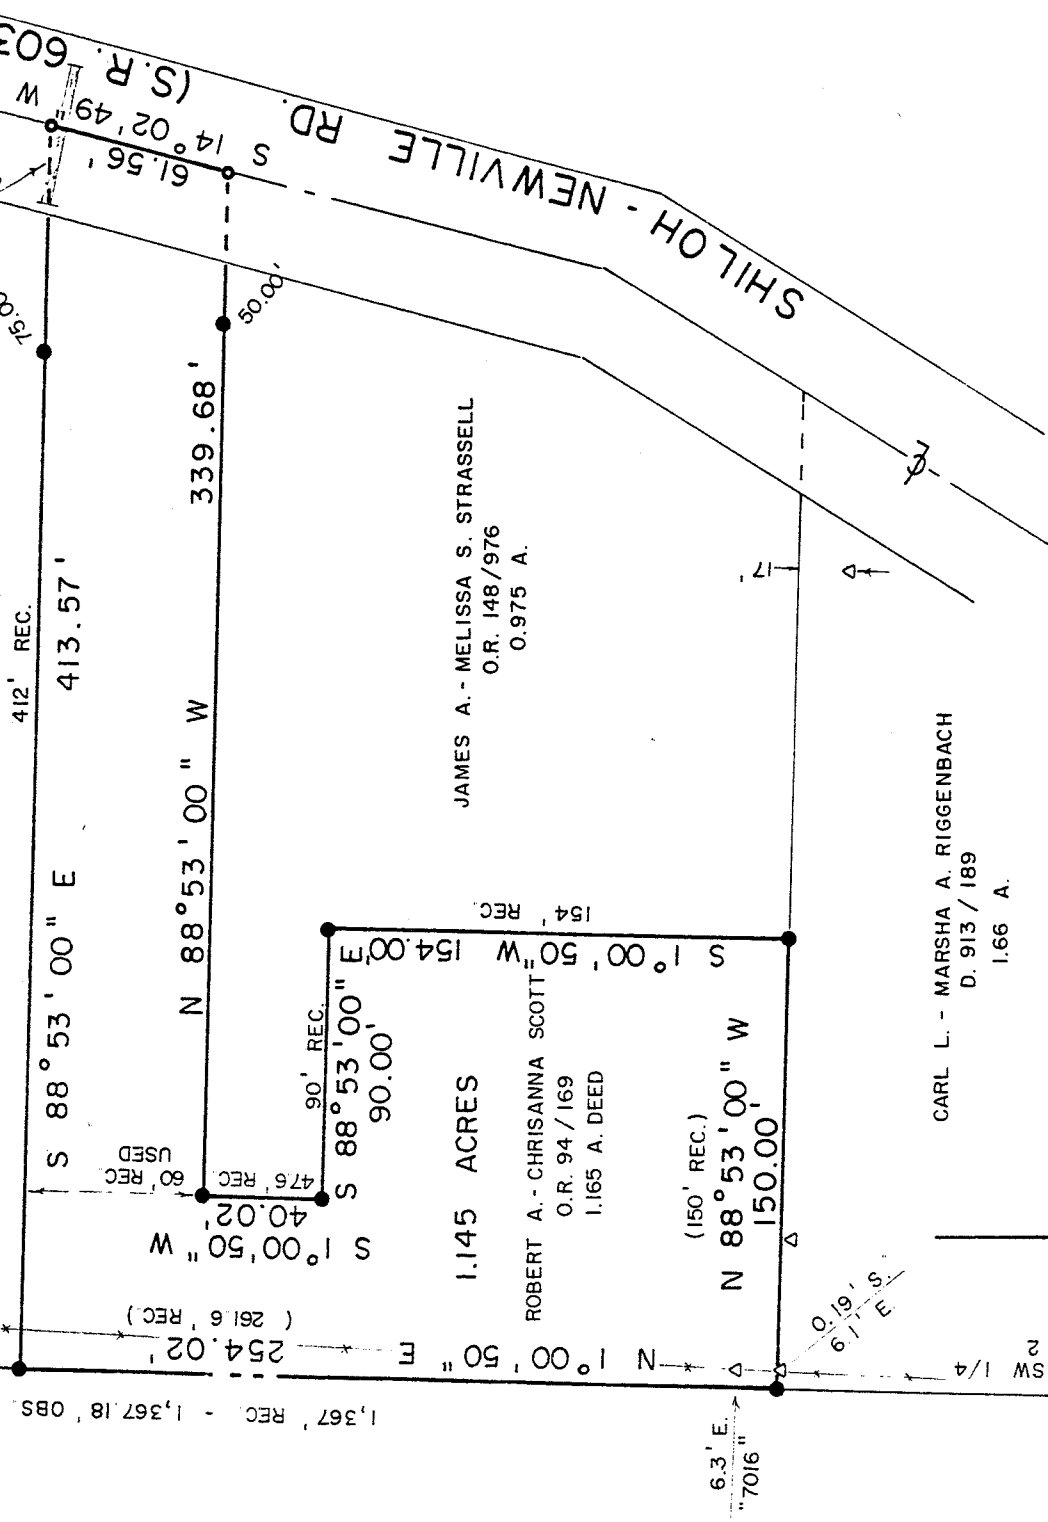 SHILOH - NEWVILLE RD. (S.R. 603
S 14° 02' 49" W
61.56'
75.00
50.00'
412' REC.
S 88° 53' 00" E 413.57'
N 88° 53' 00" W 339.68'
JAMES A. - MELISSA S. STRASSELL
O.R. 148/976
0.975 A.
17'
154' REC.
S 1° 00' 50" W 154.00'
90' REC.
S 88° 53' 00" E
90.00'
60' REC.
USED
47.6' REC.
40.02'
S 1° 00' 50" W
1.145 ACRES
ROBERT A. - CHRISANNA SCOTT
O.R. 94/169
1.165 A. DEED
(150' REC.)
N 88° 53' 00" W
150.00'
CARL L. - MARSHA A. RIGGENBACH
D. 913 / 189
1.66 A.
(261.6' REC.)
N 1° 00' 50" E 254.02'
1,367' REC. - 1,367.18' OBS.
0.19' S.
6.1' E.
6.3' E.
"7016"
SW 1/4
2